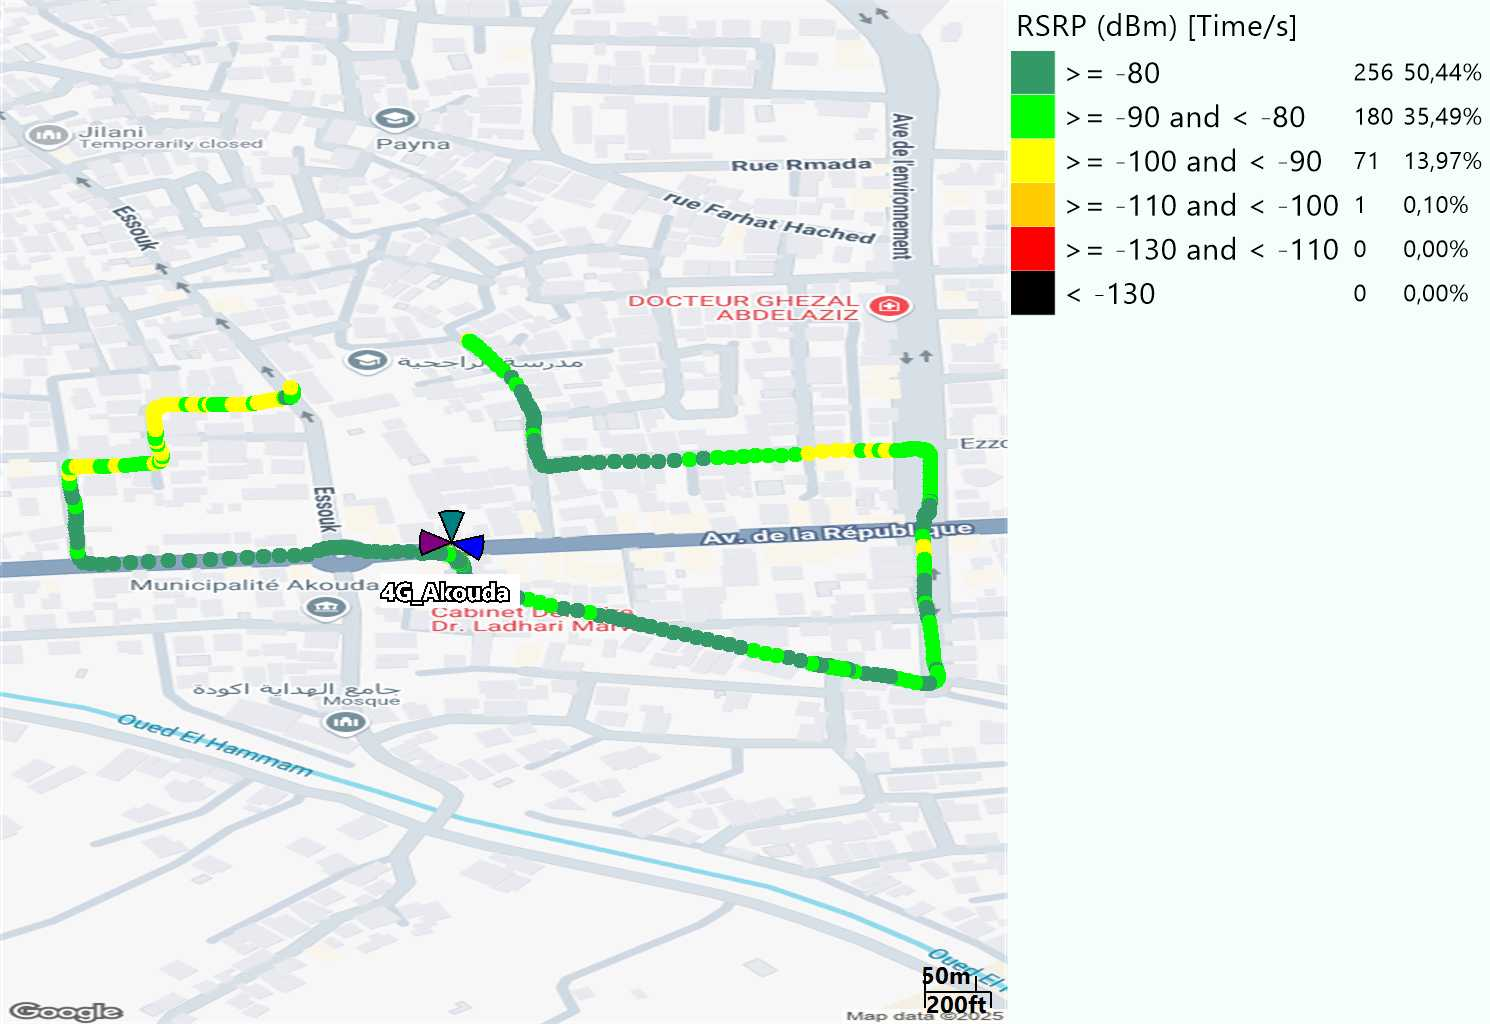 RSRP (dBm) [Time/s]
>= -80 256 50,44%
>= -90 and < -80 180 35,49%
>= -100 and < -90 71 13,97%
>= -110 and < -100 1 0,10%
>= -130 and < -110 0 0,00%
< -130 0 0,00%
Jilani
Temporarily closed
Payna
Rue Rmada
Ave de l'environnement
rue Farhat Hached
Essouk
DOCTEUR GHEZAL
ABDELAZIZ
مدرسة
Essouk
Av. de la République
Municipalité Akouda
4G_Akouda
Cabinet
Dr. Ladhari
جامع الهداية اكودة
Mosque
Oued El Hammam
Oued El
50m
200ft
Google
Map data ©2025